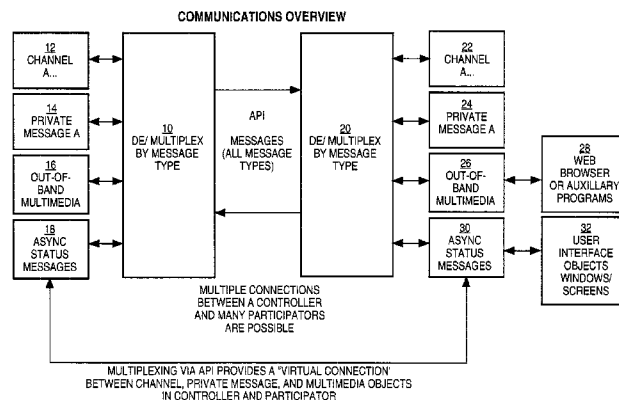 COMMUNICATIONS OVERVIEW
12
CHANNEL
A...
14
PRIVATE
MESSAGE A
16
OUT-OF-
BAND
MULTIMEDIA
18
ASYNC
STATUS
MESSAGES
10
DE/ MULTIPLEX
BY MESSAGE
TYPE
API
MESSAGES
(ALL MESSAGE
TYPES)
20
DE/ MULTIPLEX
BY MESSAGE
TYPE
22
CHANNEL
A...
24
PRIVATE
MESSAGE A
26
OUT-OF-
BAND
MULTIMEDIA
30
ASYNC
STATUS
MESSAGES
28
WEB
BROWSER
OR AUXILLARY
PROGRAMS
32
USER
INTERFACE
OBJECTS
WINDOWS/
SCREENS
MULTIPLE CONNECTIONS
BETWEEN A CONTROLLER
AND MANY PARTICIPATORS
ARE POSSIBLE
MULTIPLEXING VIA API PROVIDES A "VIRTUAL CONNECTION'
BETWEEN CHANNEL, PRIVATE MESSAGE, AND MULTIMEDIA OBJECTS
IN CONTROLLER AND PARTICIPATOR